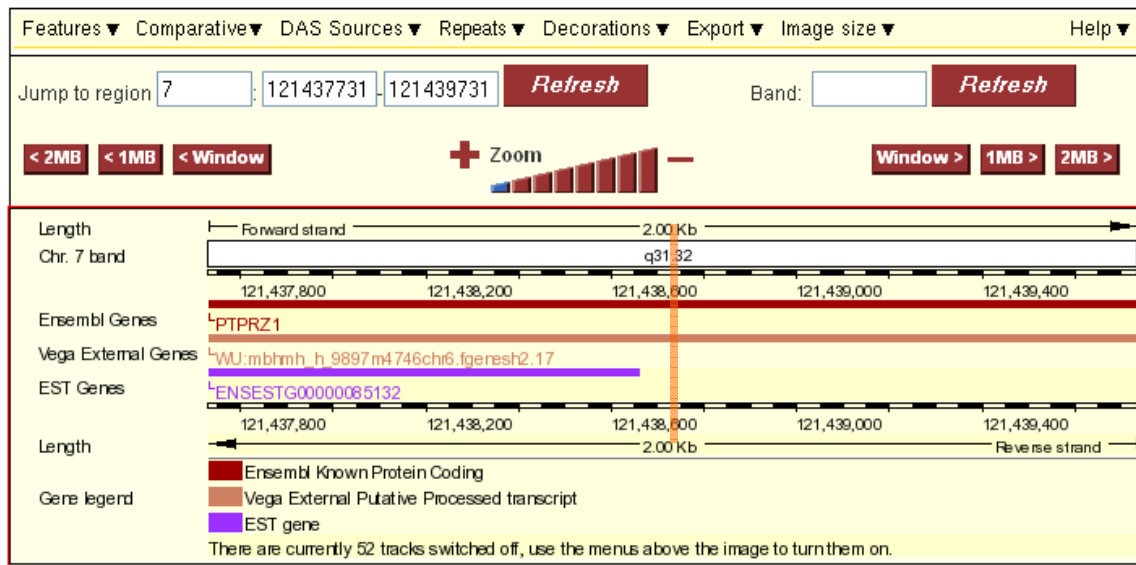 Features ▼ Comparative▼ DAS Sources ▼ Repeats ▼ Decorations ▼ Export ▼ Image size ▼ Help ▼
Jump to region 7 : 121437731 - 121439731 Refresh Band: Refresh
< 2MB < 1MB < Window + Zoom − Window > 1MB > 2MB >
Length Forward strand 2.00 Kb
Chr. 7 band q31.32
121,437,800 121,438,200 121,438,600 121,439,000 121,439,400
Ensembl Genes PTPRZ1
Vega External Genes WU:mbhmh_h_9897m4746chr6.fgenesh2.17
EST Genes ENSESTG00000085132
121,437,800 121,438,200 121,438,600 121,439,000 121,439,400
Length 2.00 Kb Reverse strand
Ensembl Known Protein Coding
Gene legend Vega External Putative Processed transcript
EST gene
There are currently 52 tracks switched off, use the menus above the image to turn them on.